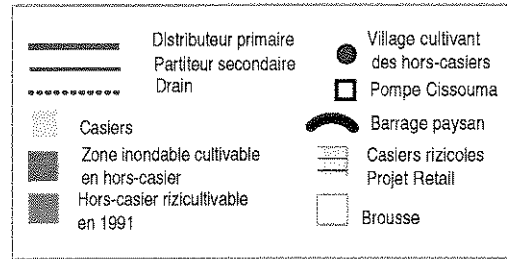 Distributeur primaire
Partiteur secondaire
Drain
Casiers
Zone inondable cultivable
en hors-casier
Hors-casier rizicultivable
en 1991
Village cultivant
des hors-casiers
Pompe Cissouma
Barrage paysan
Casiers rizicoles
Projet Retail
Brousse